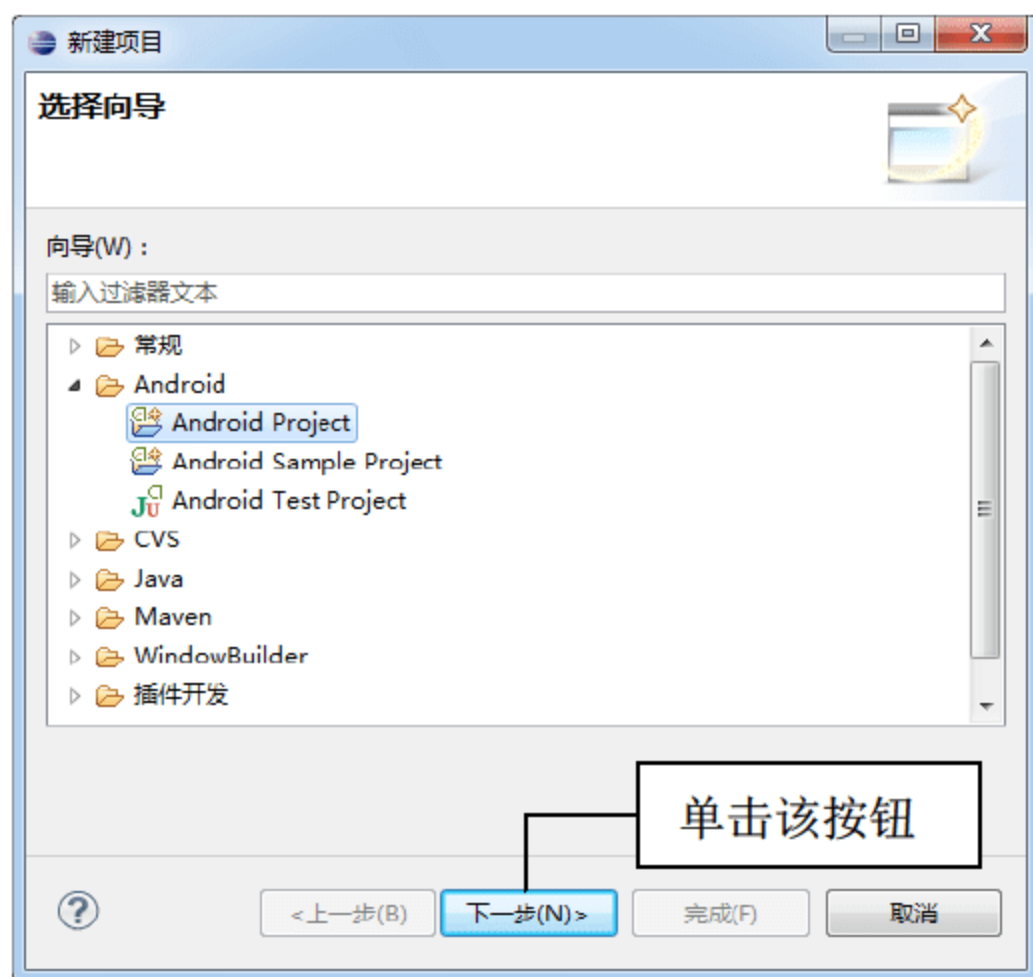 新建项目
选择向导
向导(W)：
输入过滤器文本
常规
Android
Android Project
Android Sample Project
Android Test Project
CVS
Java
Maven
WindowBuilder
插件开发
单击该按钮
<上一步(B) 下一步(N)> 完成(F) 取消